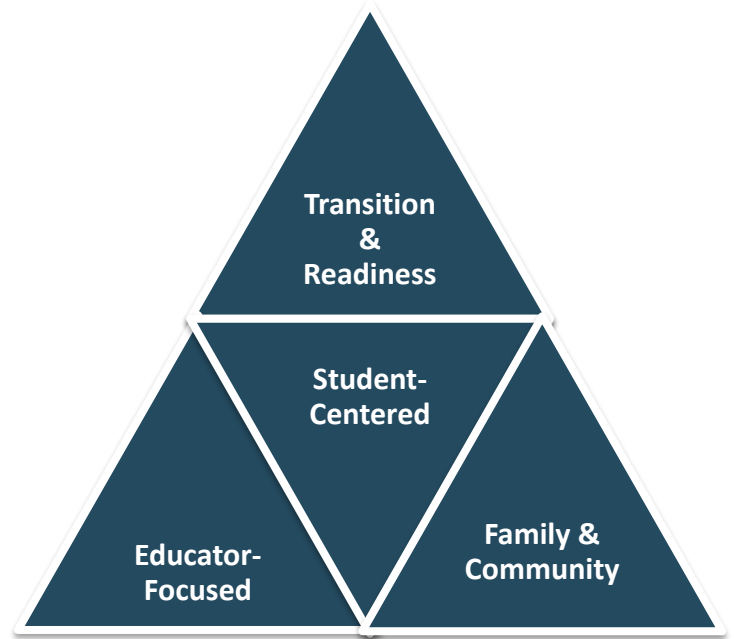 Transition
&
Readiness
Student-
Centered
Educator-
Focused
Family &
Community